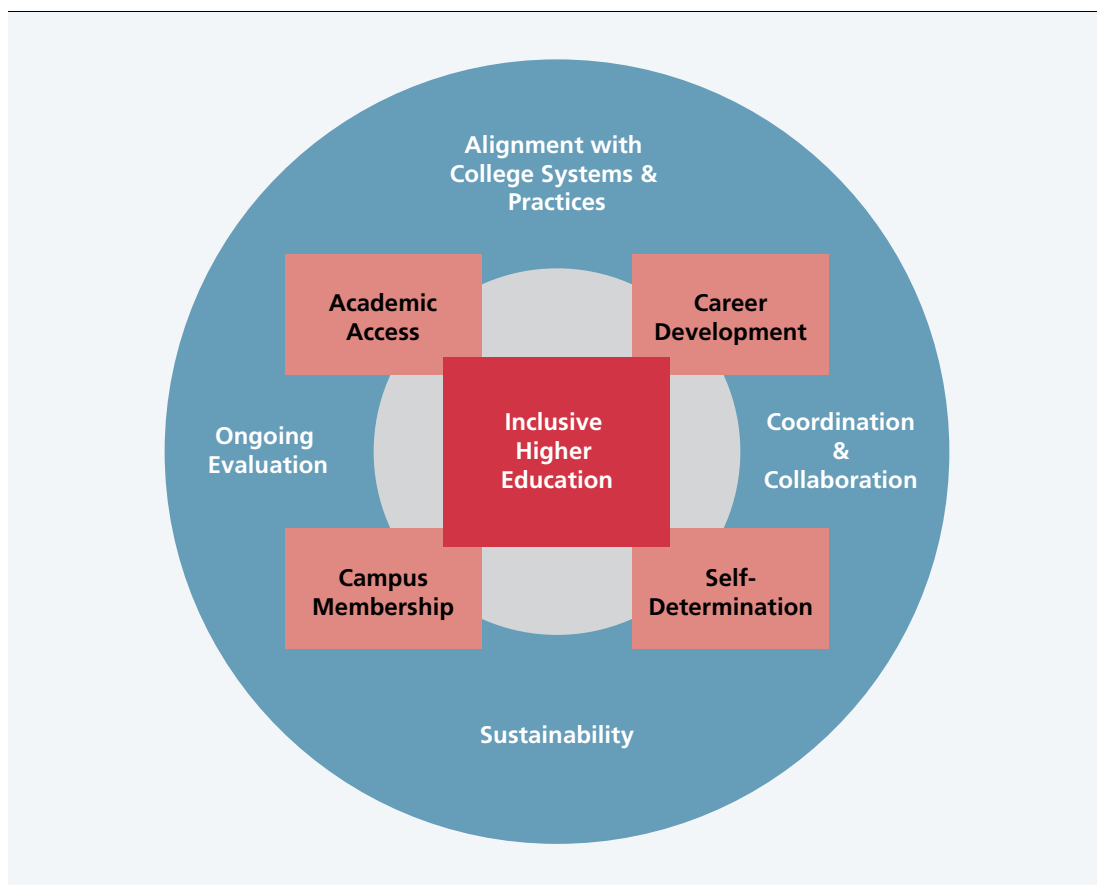 Alignment with
College Systems &
Practices
Academic
Access
Career
Development
Ongoing
Evaluation
Inclusive
Higher
Education
Coordination
&
Collaboration
Campus
Membership
Self-
Determination
Sustainability